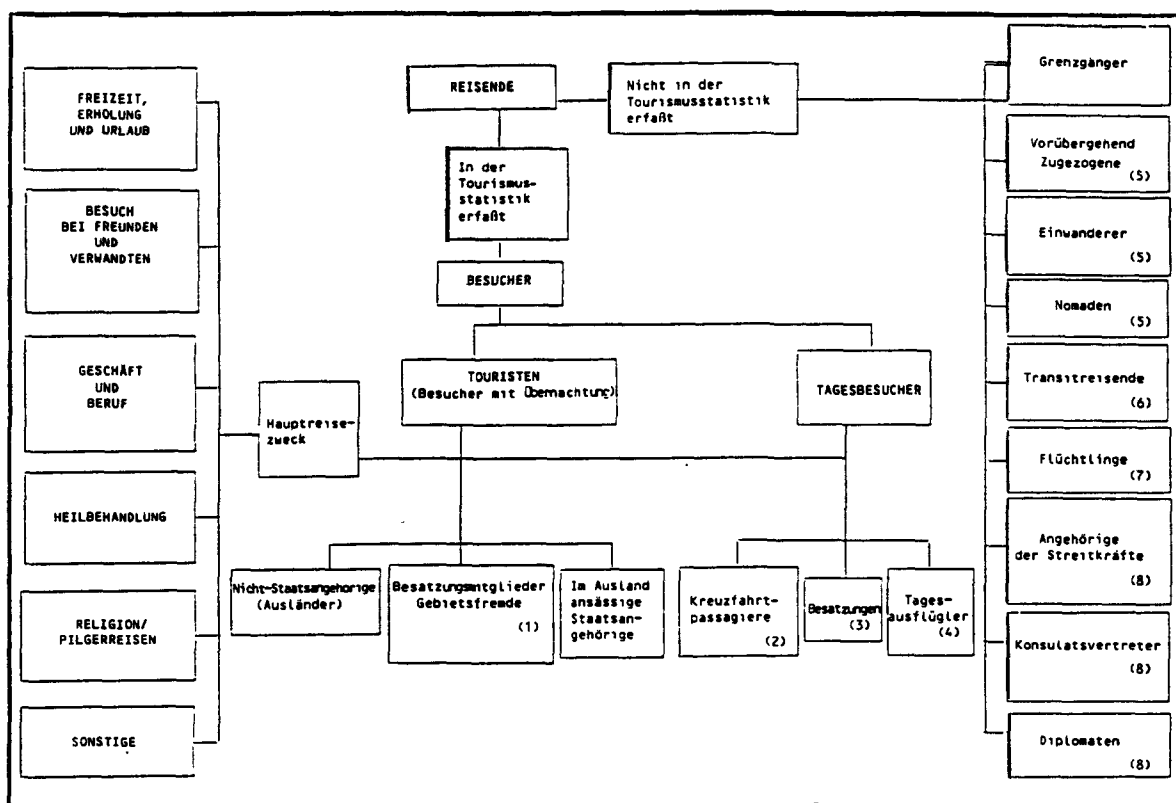 REISENDE
Nicht in der
Tourismusstatistik
erfaßt
In der
Tourismus-
statistik
erfaßt
BESUCHER
TOURISTEN
(Besucher mit Übernachtung)
TAGESBESUCHER
Hauptreise-
zweck
FREIZEIT,
ERHOLUNG
UND URLAUB
BESUCH
BEI FREUNDEN
UND
VERWANDTEN
GESCHÄFT
UND
BERUF
HEILBEHANDLUNG
RELIGION/
PILGERREISEN
SONSTIGE
Nicht-Staatsangehörige
(Ausländer)
Besatzungsmitglieder
Gebietsfremde
(1)
Im Ausland
ansässige
Staatsan-
gehörige
Kreuzfahrt-
passagiere
(2)
Besatzungen
(3)
Tages-
ausflügler
(4)
Grenzgänger
Vorübergehend
Zugezogene
(5)
Einwanderer
(5)
Nomaden
(5)
Transitreisende
(6)
Flüchtlinge
(7)
Angehörige
der Streitkräfte
(8)
Konsulatsvertreter
(8)
Diplomaten
(8)